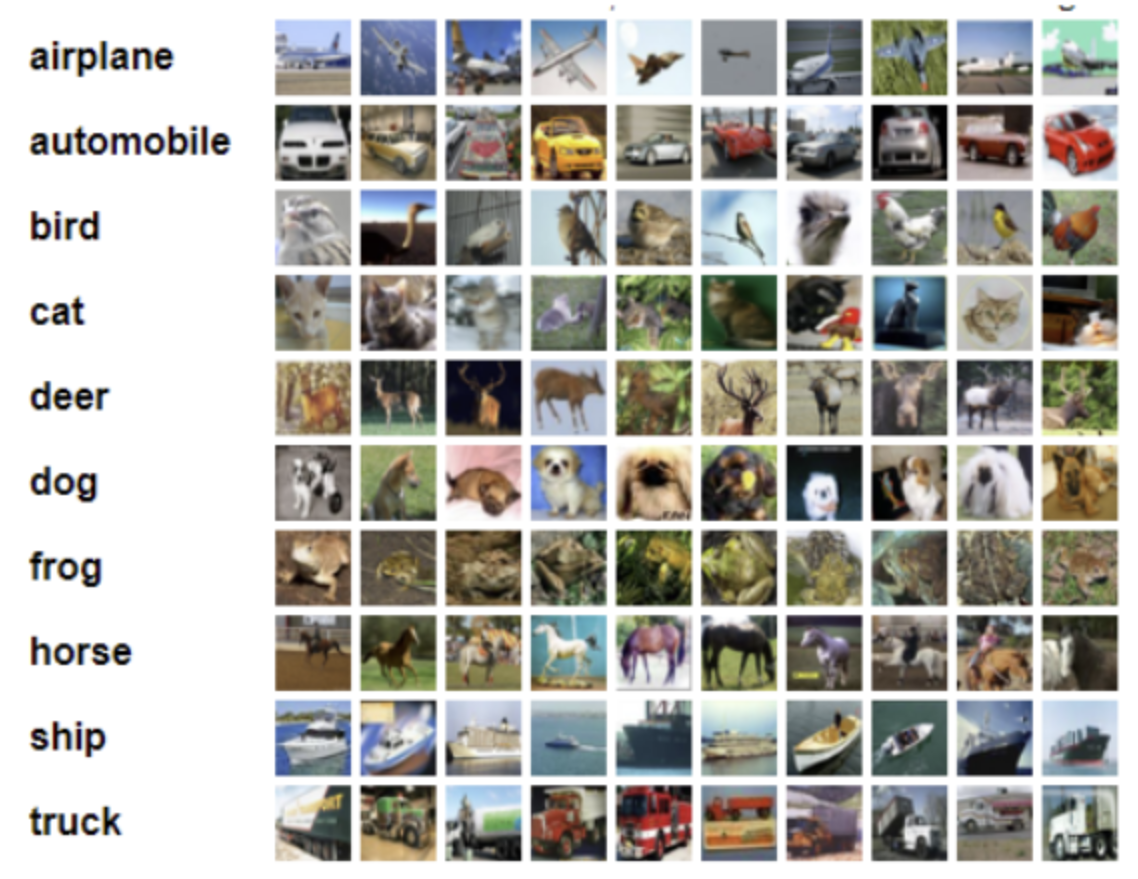 airplane
automobile
bird
cat
deer
dog
frog
horse
ship
truck